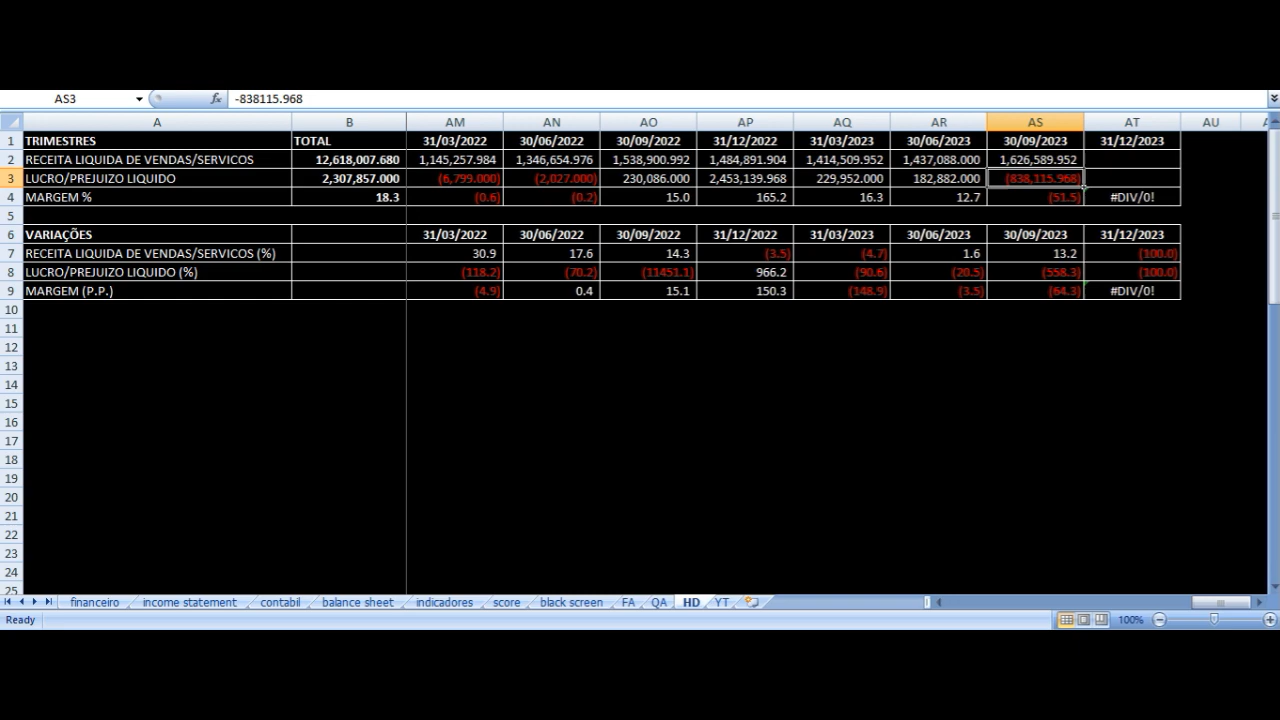 AS3 fx -838115.968
A B AM AN AO AP AQ AR AS AT AU
1 TRIMESTRES TOTAL 31/03/2022 30/06/2022 30/09/2022 31/12/2022 31/03/2023 30/06/2023 30/09/2023 31/12/2023
2 RECEITA LIQUIDA DE VENDAS/SERVICOS 12,618,007.680 1,145,257.984 1,346,654.976 1,538,900.992 1,484,891.904 1,414,509.952 1,437,088.000 1,626,589.952
3 LUCRO/PREJUIZO LIQUIDO 2,307,857.000 (6,799.000) (2,027.000) 230,086.000 2,453,139.968 229,952.000 182,882.000 (838,115.968)
4 MARGEM % 18.3 (0.6) (0.2) 15.0 165.2 16.3 12.7 (51.5) #DIV/0!
5
6 VARIAÇÕES 31/03/2022 30/06/2022 30/09/2022 31/12/2022 31/03/2023 30/06/2023 30/09/2023 31/12/2023
7 RECEITA LIQUIDA DE VENDAS/SERVICOS (%) 30.9 17.6 14.3 (3.5) (4.7) 1.6 13.2 (100.0)
8 LUCRO/PREJUIZO LIQUIDO (%) (118.2) (70.2) (11451.1) 966.2 (90.6) (20.5) (558.3) (100.0)
9 MARGEM (P.P.) (4.9) 0.4 15.1 150.3 (148.9) (3.5) (64.3) #DIV/0!
10
11
12
13
14
15
16
17
18
19
20
21
22
23
24
25
financeiro income statement contabil balance sheet indicadores score black screen FA QA HD YT
Ready 100%